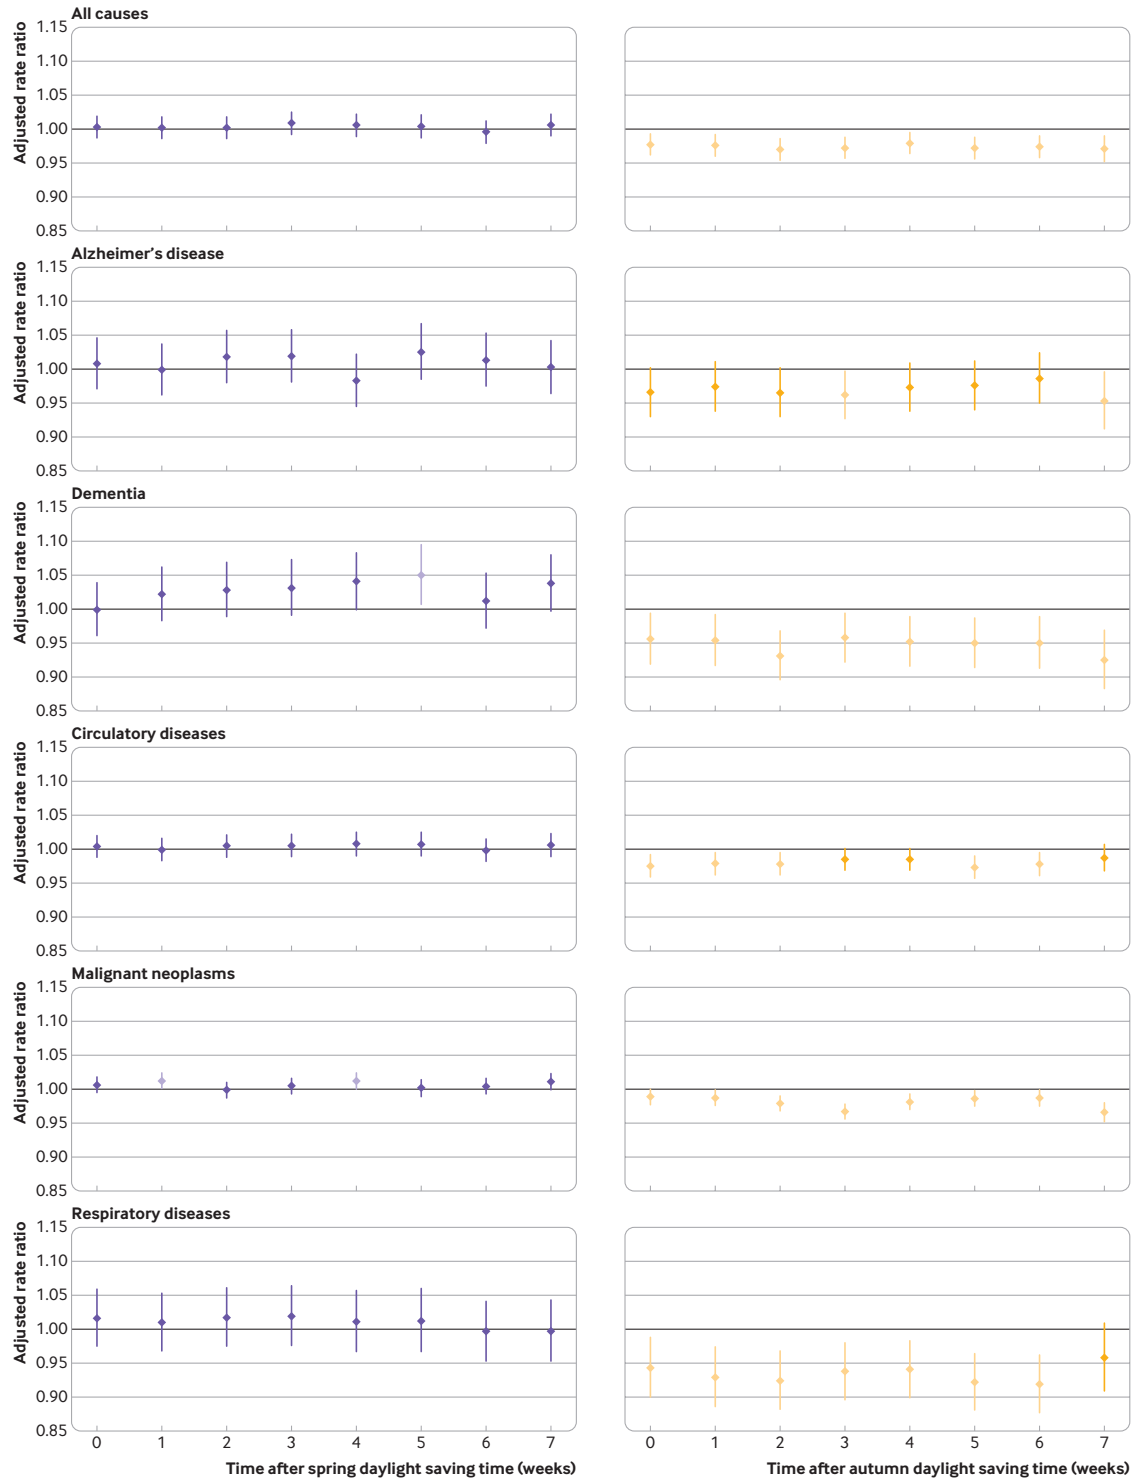 All causes
Adjusted rate ratio
1.15
1.10
1.05
1.00
0.95
0.90
0.85
Alzheimer's disease
Adjusted rate ratio
1.15
1.10
1.05
1.00
0.95
0.90
0.85
Dementia
Adjusted rate ratio
1.15
1.10
1.05
1.00
0.95
0.90
0.85
Circulatory diseases
Adjusted rate ratio
1.15
1.10
1.05
1.00
0.95
0.90
0.85
Malignant neoplasms
Adjusted rate ratio
1.15
1.10
1.05
1.00
0.95
0.90
0.85
Respiratory diseases
Adjusted rate ratio
1.15
1.10
1.05
1.00
0.95
0.90
0.85
0 1 2 3 4 5 6 7
Time after spring daylight saving time (weeks)
0 1 2 3 4 5 6 7
Time after autumn daylight saving time (weeks)